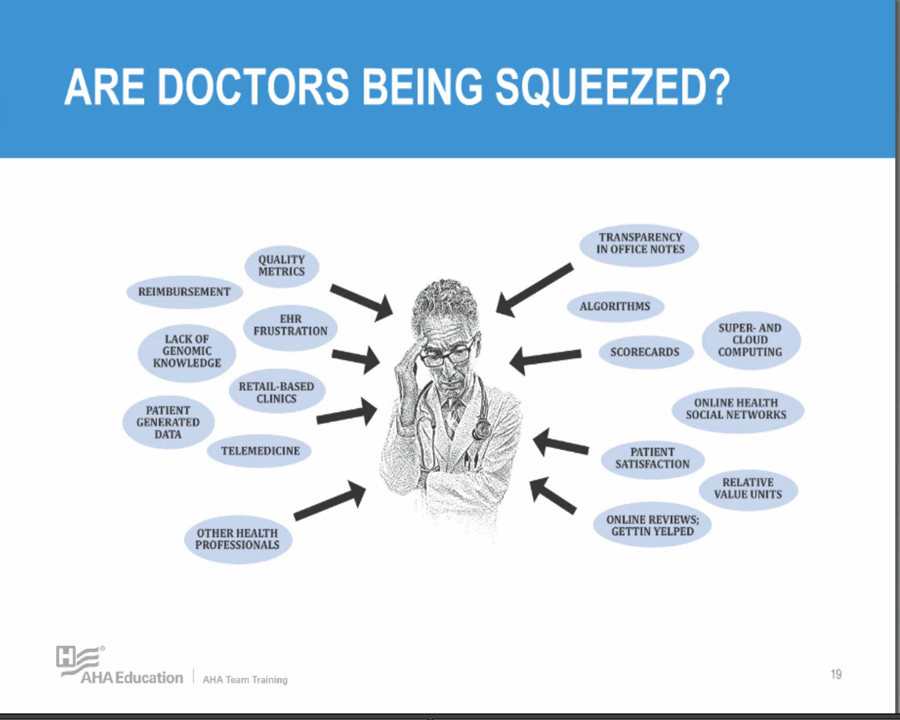 ARE DOCTORS BEING SQUEEZED?
QUALITY
METRICS
REIMBURSEMENT
EHR
FRUSTRATION
LACK OF
GENOMIC
KNOWLEDGE
RETAIL-BASED
CLINICS
PATIENT
GENERATED
DATA
TELEMEDICINE
OTHER HEALTH
PROFESSIONALS
TRANSPARENCY
IN OFFICE NOTES
ALGORITHMS
SUPER- AND
CLOUD
COMPUTING
SCORECARDS
ONLINE HEALTH
SOCIAL NETWORKS
PATIENT
SATISFACTION
RELATIVE
VALUE UNITS
ONLINE REVIEWS;
GETTIN YELPED
H
AHA Education | AHA Team Training
19